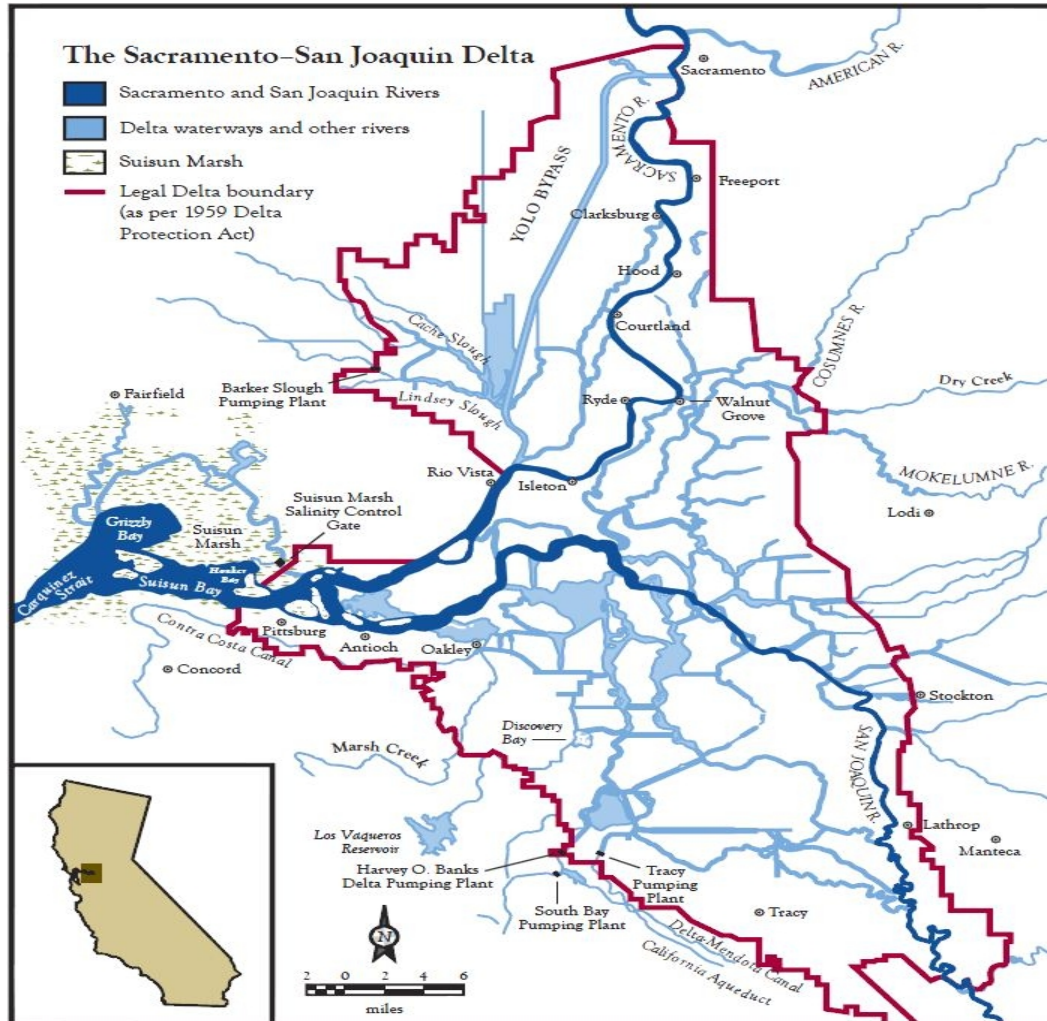 The Sacramento–San Joaquin Delta
Sacramento and San Joaquin Rivers
Delta waterways and other rivers
Suisun Marsh
Legal Delta boundary
(as per 1959 Delta
Protection Act)
Sacramento
AMERICAN R.
SACRAMENTO R.
YOLO BYPASS
Freeport
Clarksburg
Hood
Courtland
COSUMNES R.
Cache Slough
Barker Slough
Pumping Plant
Lindsey Slough
Fairfield
Ryde
Walnut
Grove
Dry Creek
MOKELUMNE R.
Rio Vista
Isleton
Lodi
Suisun Marsh
Salinity Control
Gate
Grizzly
Bay
Suisun
Marsh
Honker
Bay
Suisun Bay
Carquinez
Strait
Pittsburg
Antioch
Oakley
Contra Costa Canal
Concord
Stockton
Discovery
Bay
Marsh Creek
SAN JOAQUIN R.
Los Vaqueros
Reservoir
Lathrop
Manteca
Harvey O. Banks
Delta Pumping Plant
Tracy
Pumping
Plant
South Bay
Pumping Plant
Tracy
Delta-Mendota Canal
California Aqueduct
N
2 0 2 4 6
miles